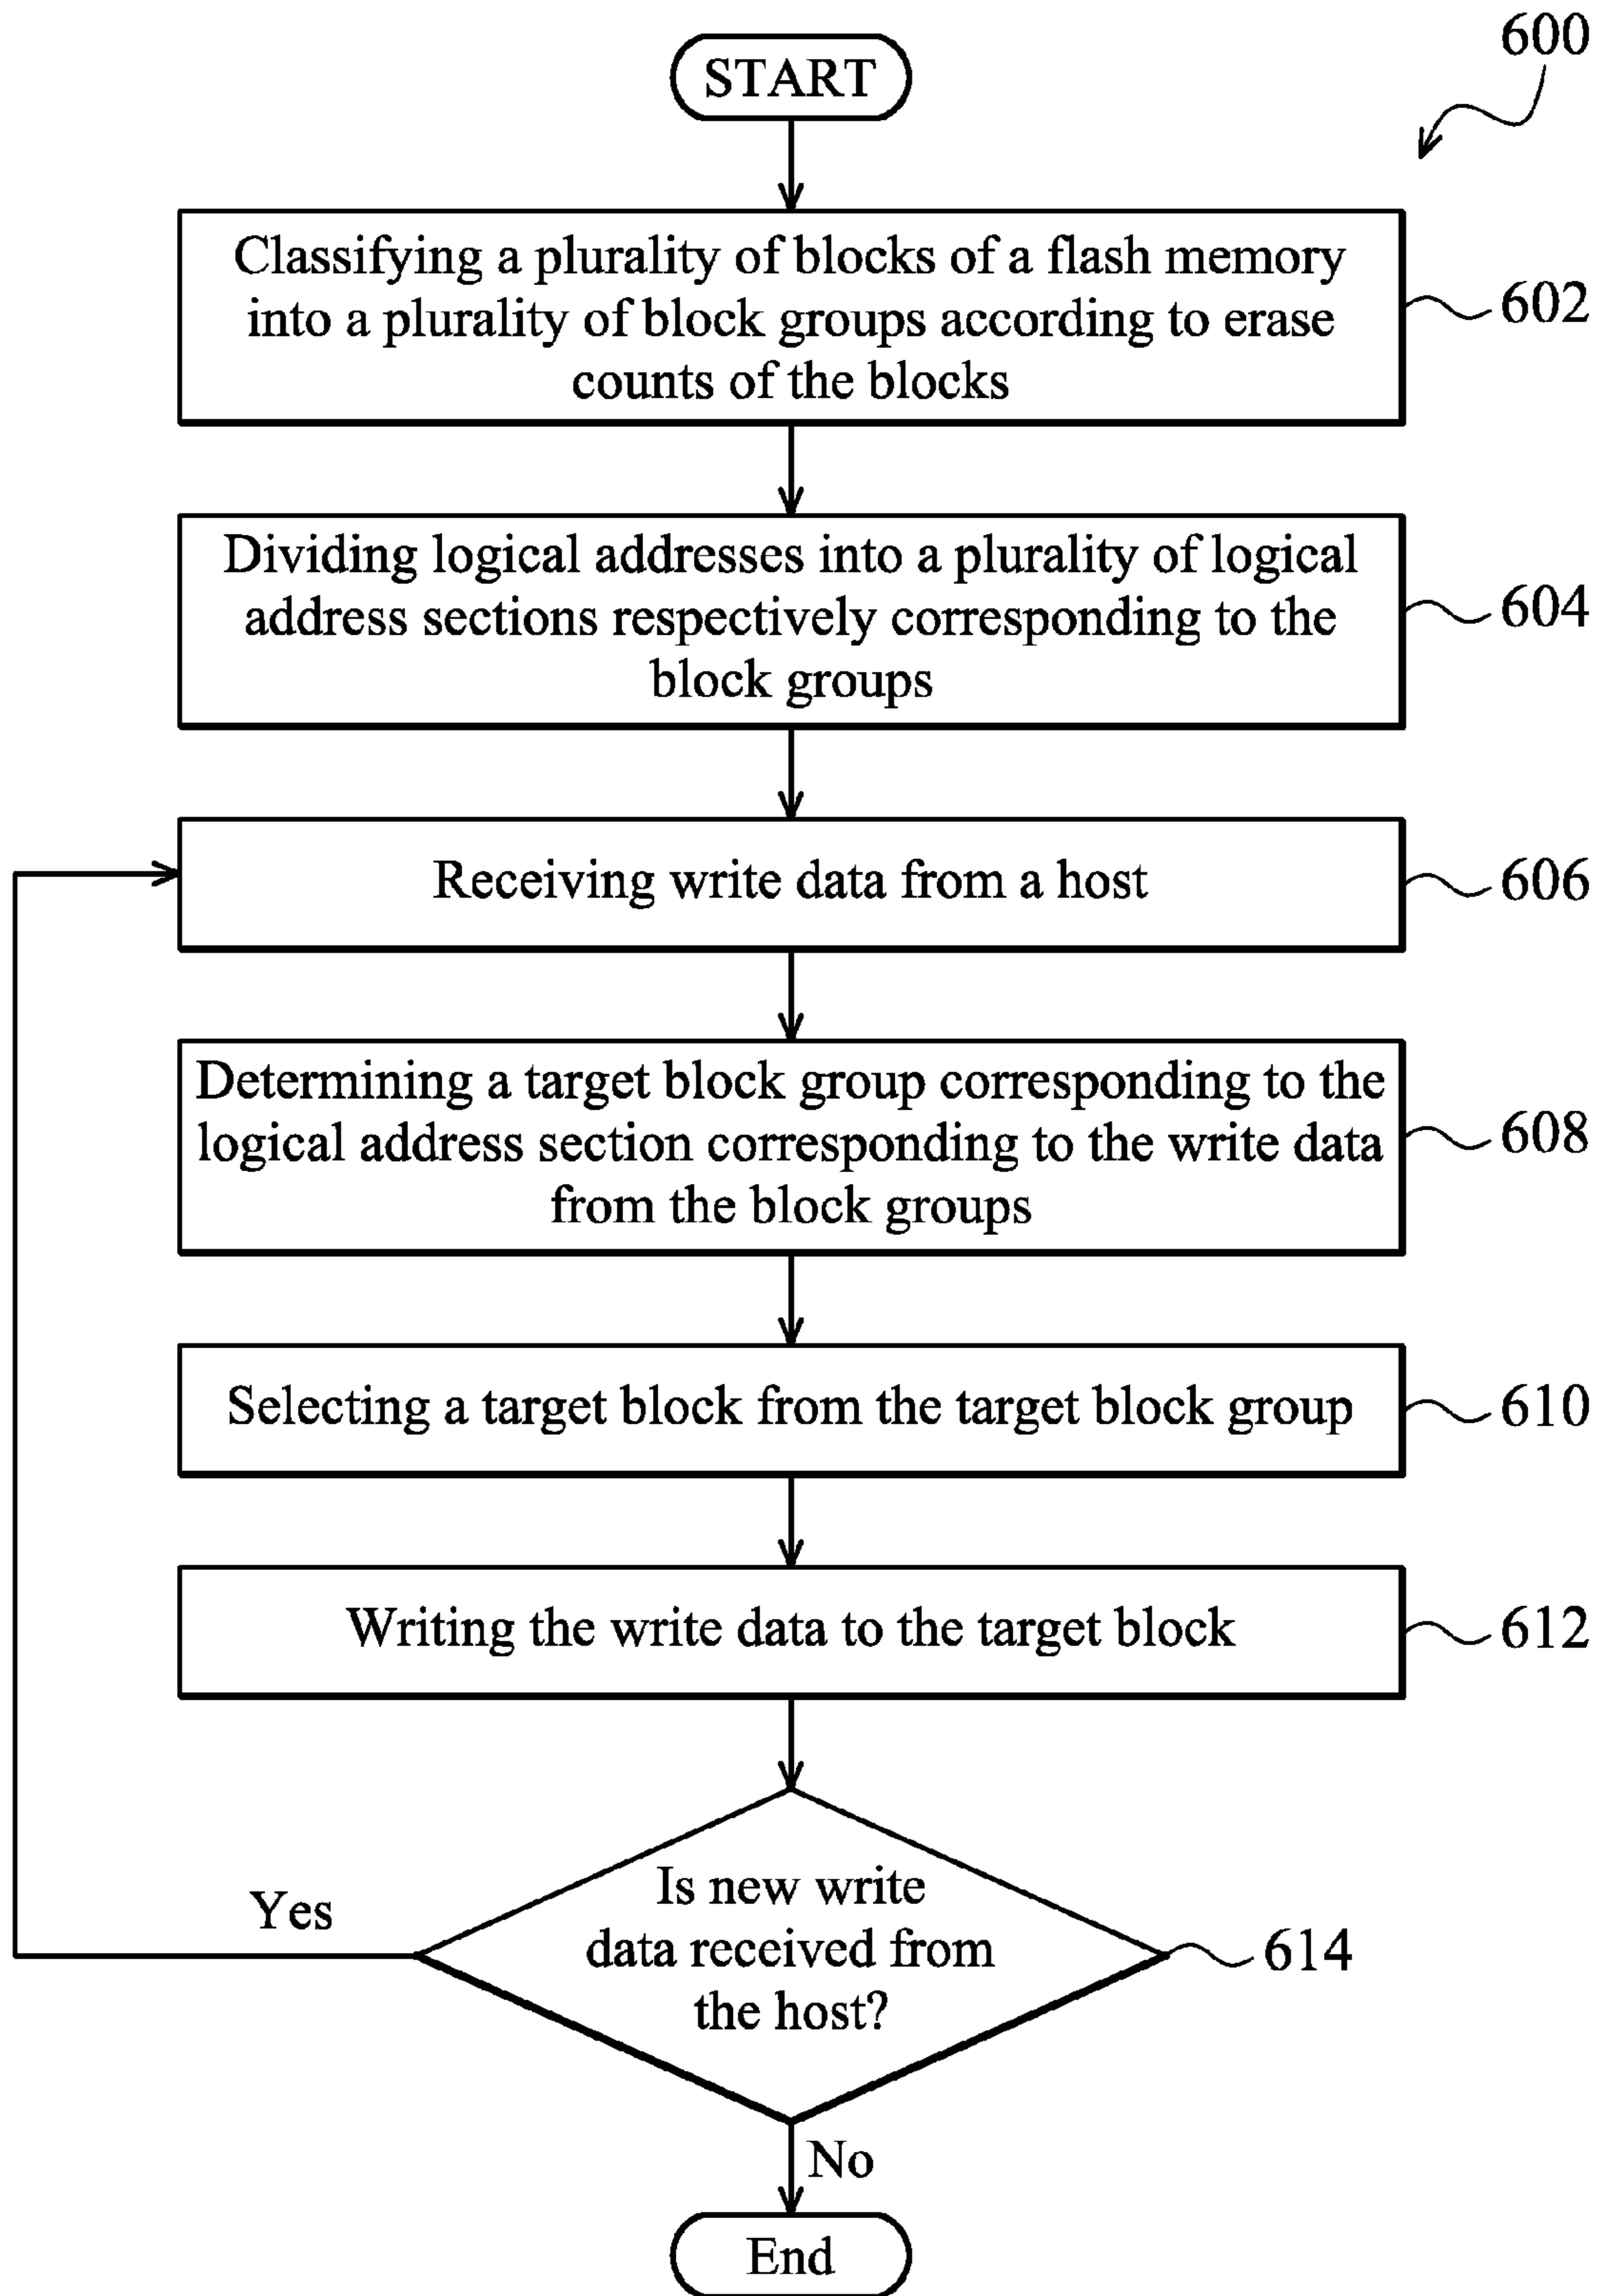 600
START
Classifying a plurality of blocks of a flash memory
into a plurality of block groups according to erase
counts of the blocks
602
Dividing logical addresses into a plurality of logical
address sections respectively corresponding to the
block groups
604
Receiving write data from a host
606
Determining a target block group corresponding to the
logical address section corresponding to the write data
from the block groups
608
Selecting a target block from the target block group
610
Writing the write data to the target block
612
Is new write
data received from
the host?
614
Yes
No
End